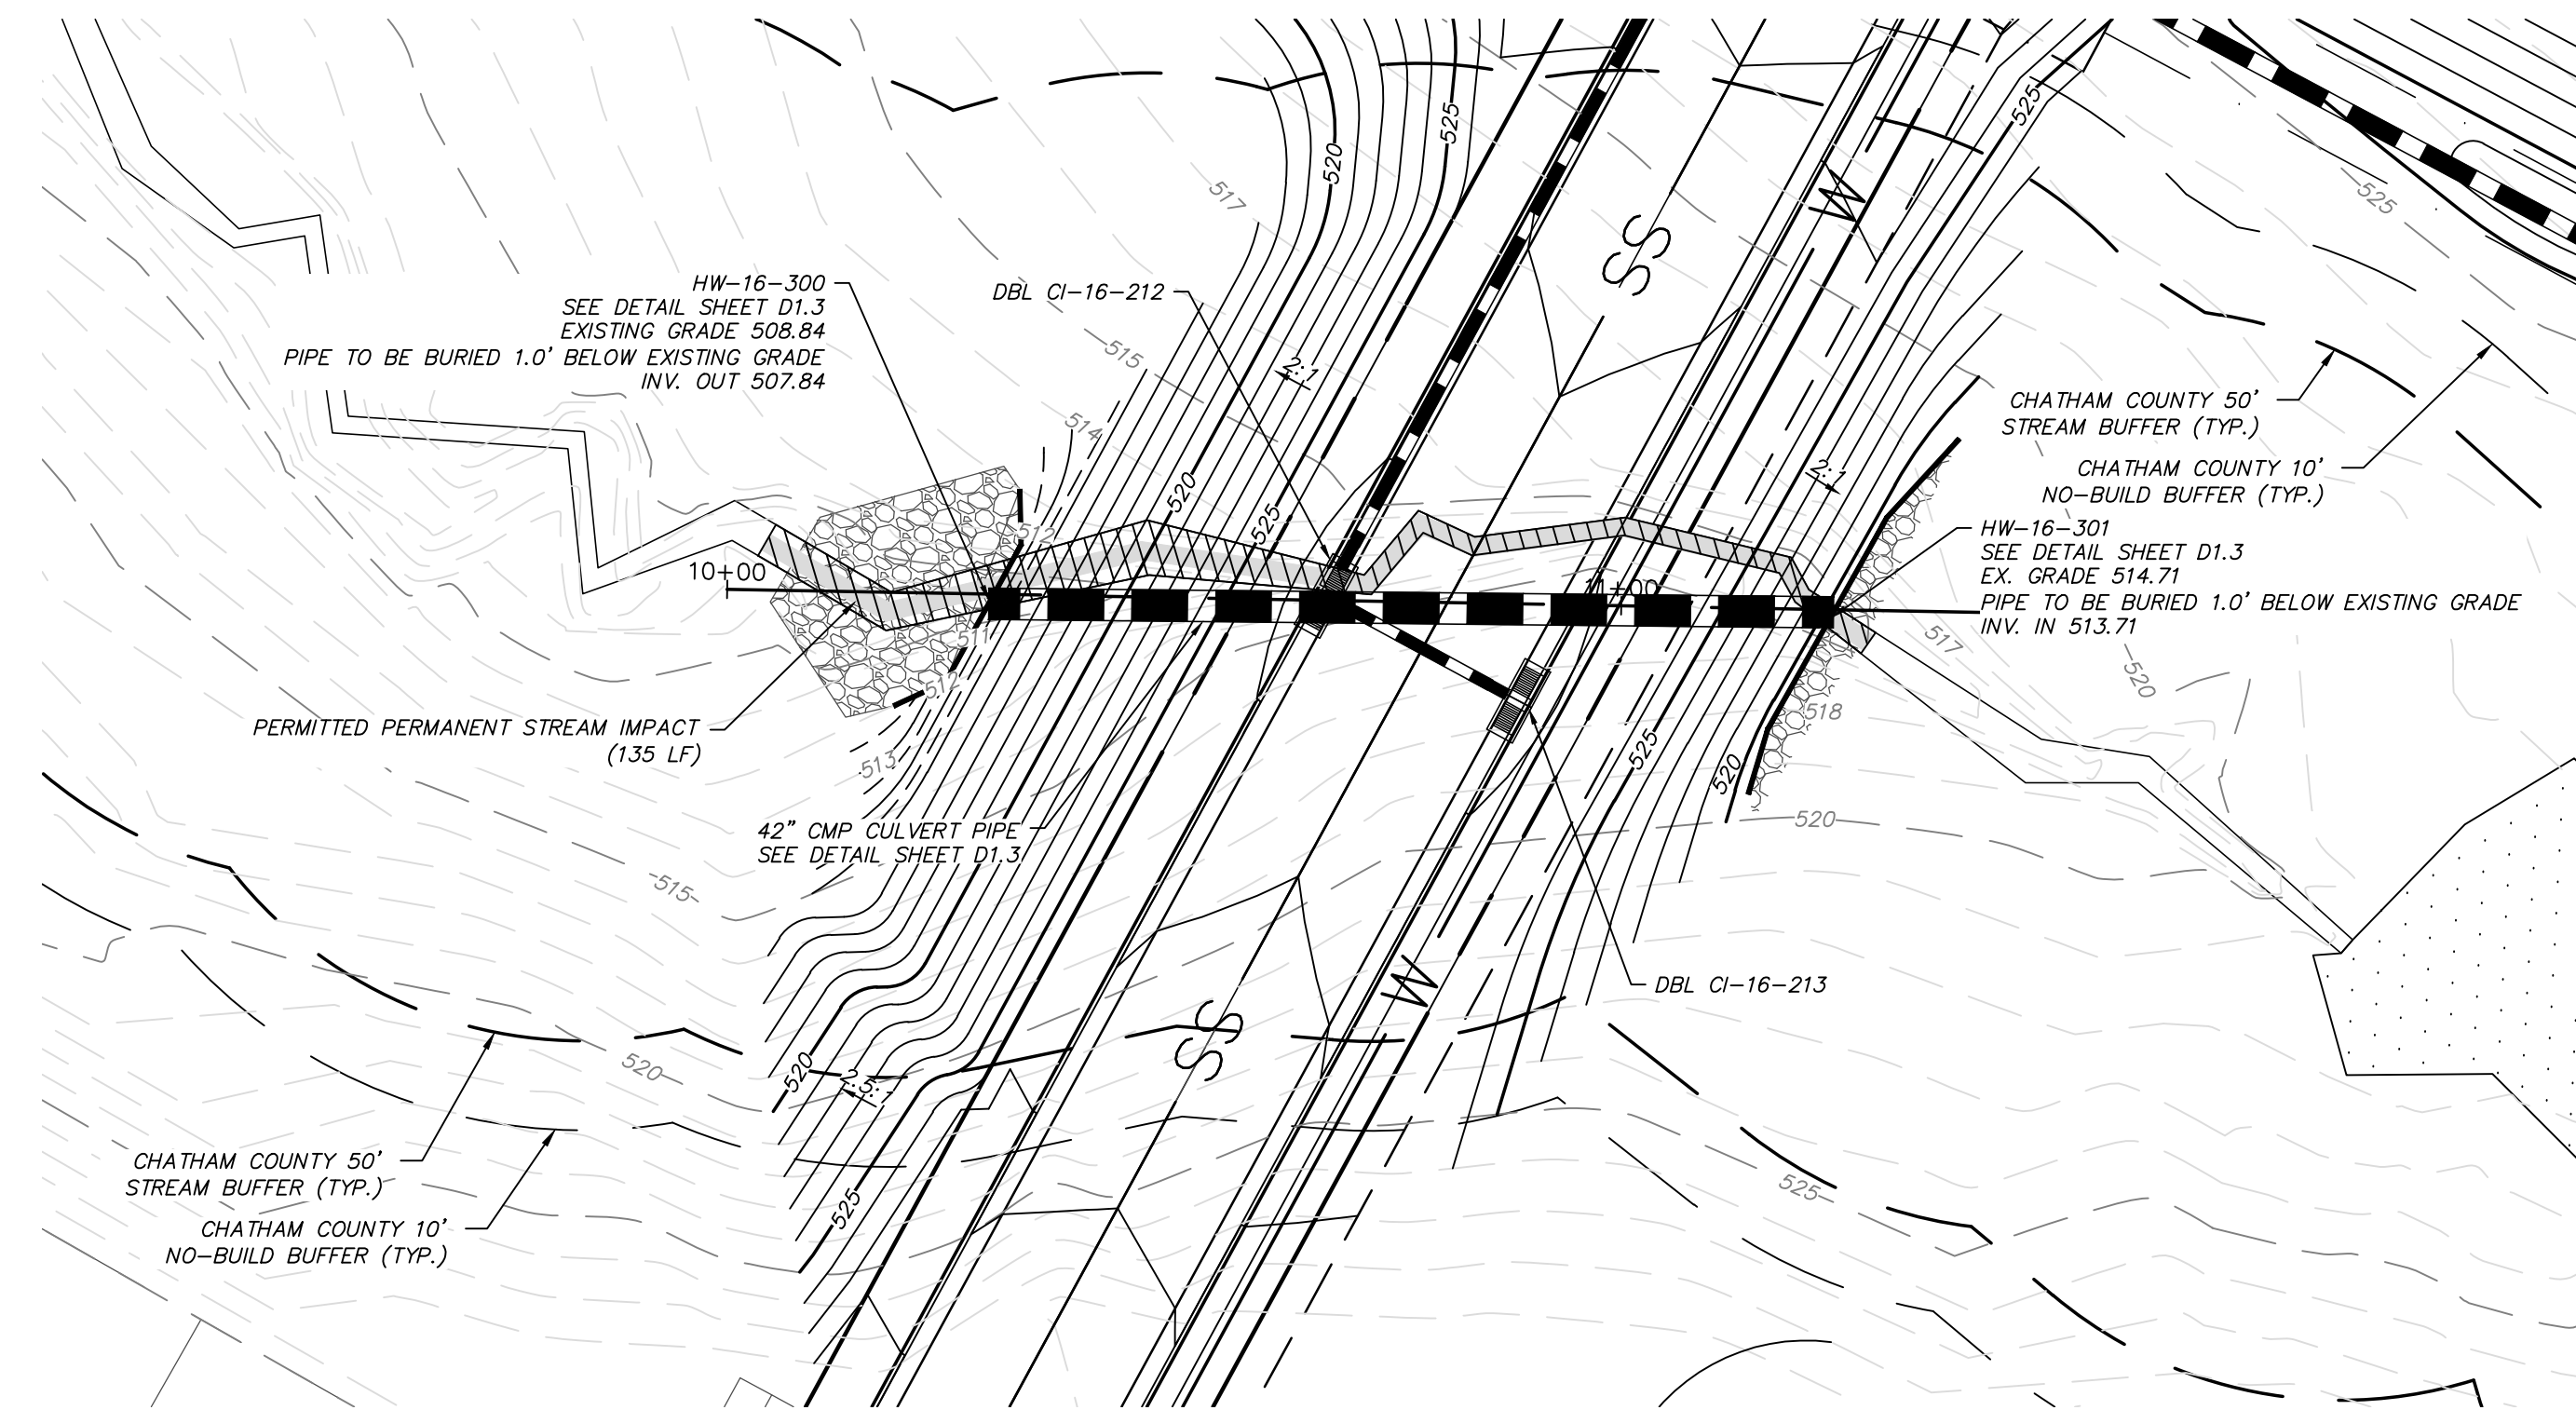 525
520
525
525
W
517
SS
HW-16-300
SEE DETAIL SHEET D1.3
EXISTING GRADE 508.84
PIPE TO BE BURIED 1.0' BELOW EXISTING GRADE
INV. OUT 507.84
DBL CI-16-212
515
2:1
CHATHAM COUNTY 50'
STREAM BUFFER (TYP.)
CHATHAM COUNTY 10'
NO-BUILD BUFFER (TYP.)
514
2:1
520
525
512
HW-16-301
SEE DETAIL SHEET D1.3
EX. GRADE 514.71
PIPE TO BE BURIED 1.0' BELOW EXISTING GRADE
INV. IN 513.71
10+00
11+00
511
517
520
512
PERMITTED PERMANENT STREAM IMPACT
(135 LF)
518
513
525
520
520
42" CMP CULVERT PIPE
SEE DETAIL SHEET D1.3
515
DBL CI-16-213
W
SS
520
520
2.5:1
CHATHAM COUNTY 50'
STREAM BUFFER (TYP.)
525
525
CHATHAM COUNTY 10'
NO-BUILD BUFFER (TYP.)